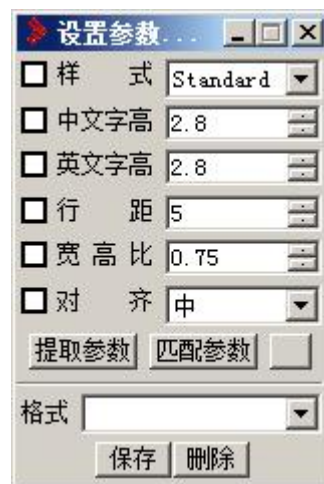 设置参数...
样 式 Standard
中文字高 2.8
英文字高 2.8
行 距 5
宽 高 比 0.75
对 齐 中
提取参数 匹配参数
格式
保存 删除